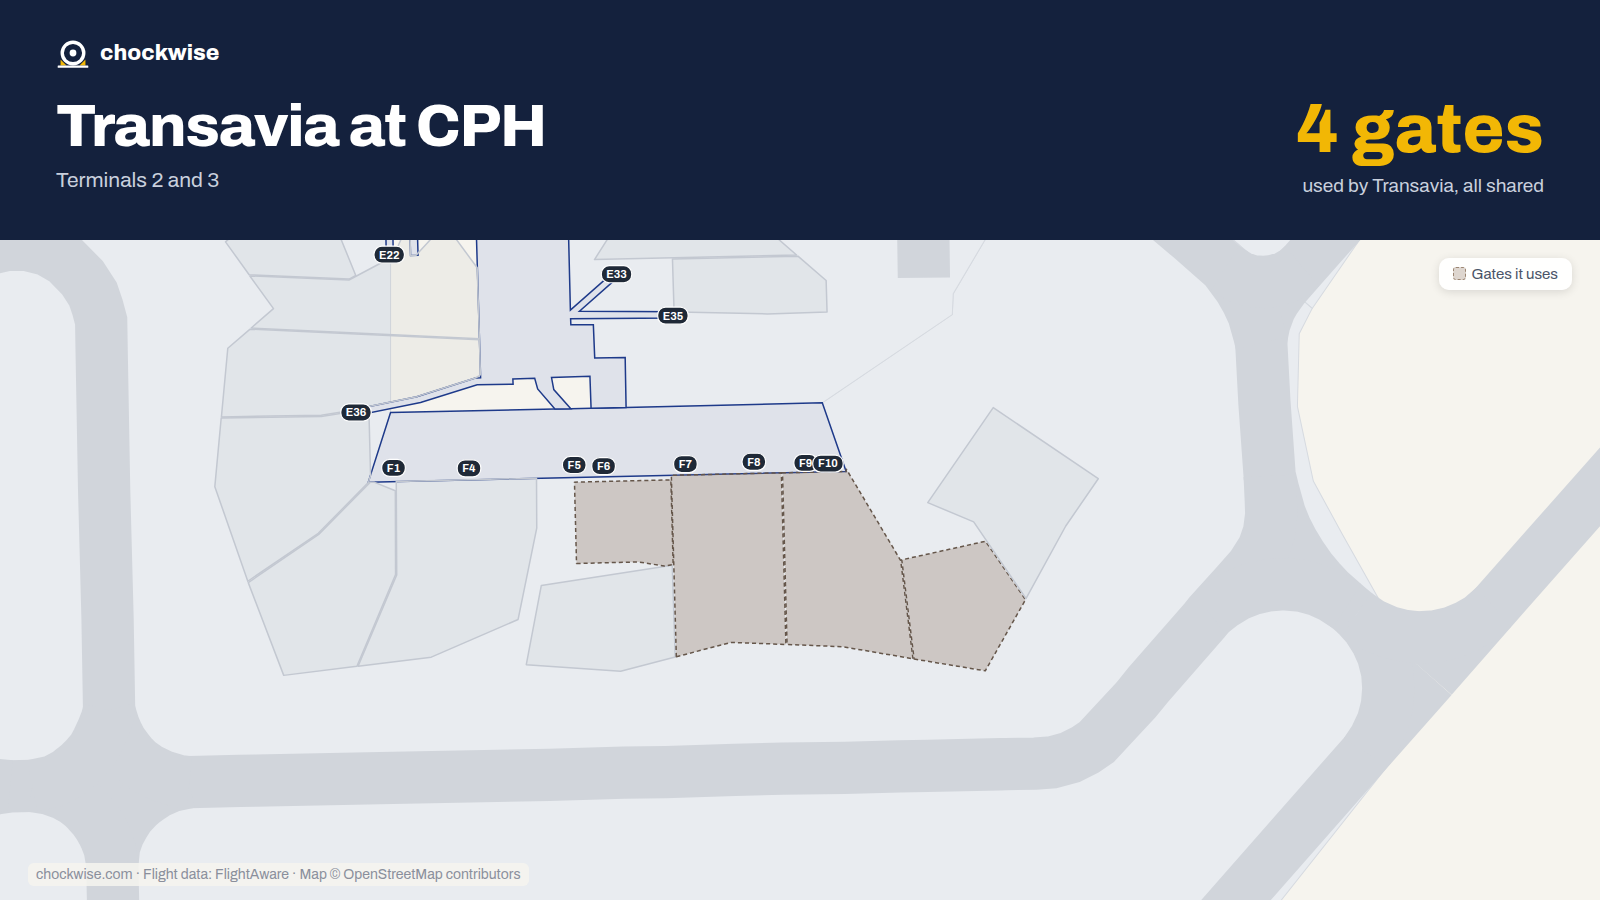 chockwise
Transavia at CPH
Terminals 2 and 3
4 gates
used by Transavia, all shared
Gates it uses
E22
E33
E35
E36
F1
F4
F5
F6
F7
F8
F9
F10
chockwise.com · Flight data: FlightAware · Map © OpenStreetMap contributors